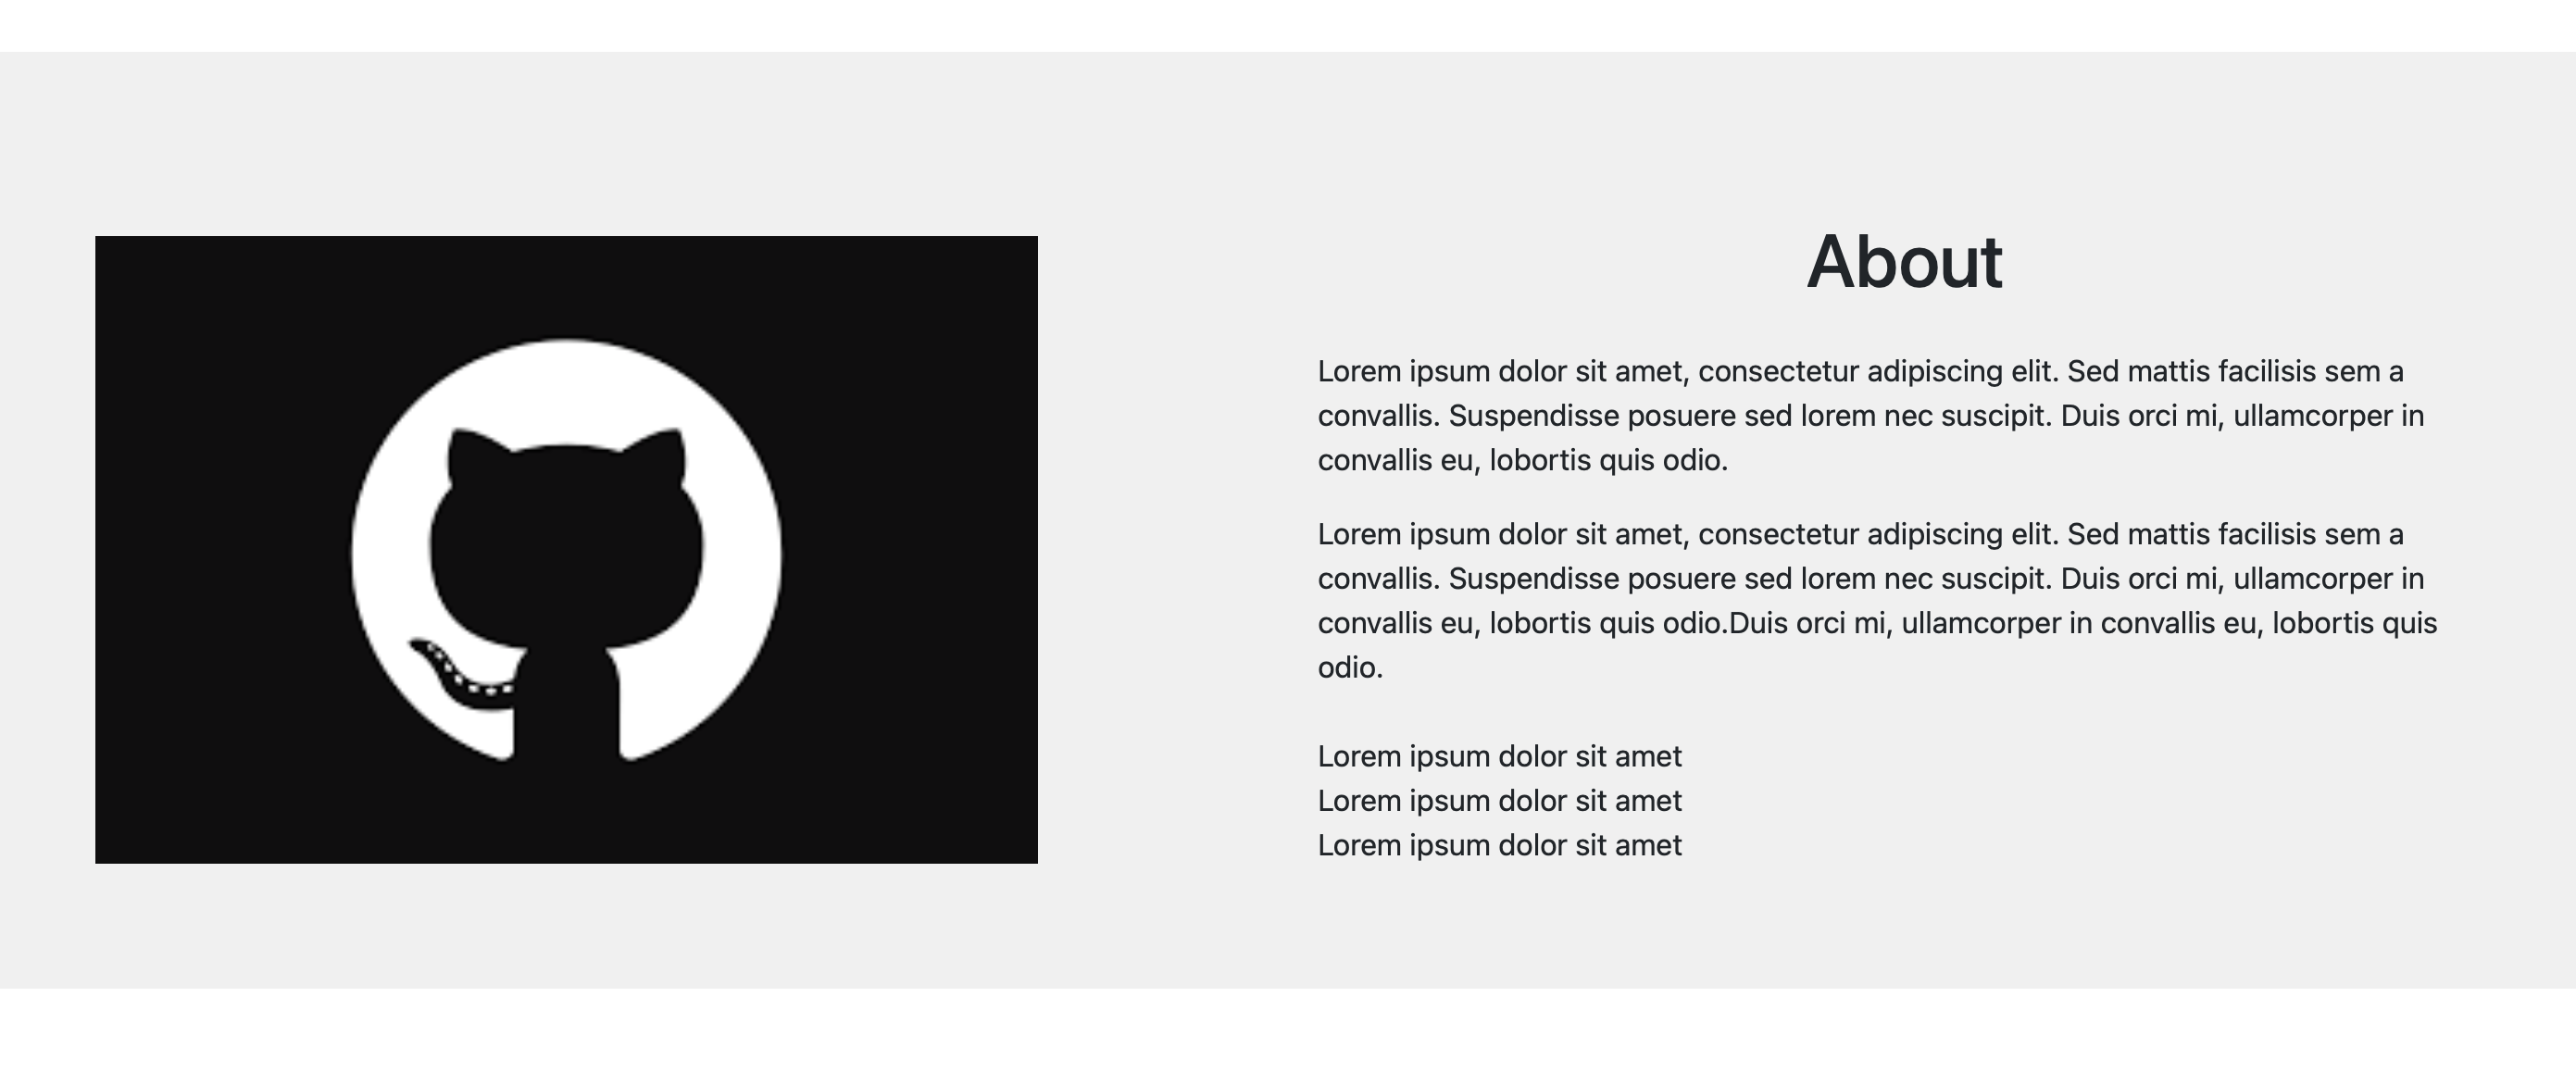 About
Lorem ipsum dolor sit amet, consectetur adipiscing elit. Sed mattis facilisis sem a
convallis. Suspendisse posuere sed lorem nec suscipit. Duis orci mi, ullamcorper in
convallis eu, lobortis quis odio.
Lorem ipsum dolor sit amet, consectetur adipiscing elit. Sed mattis facilisis sem a
convallis. Suspendisse posuere sed lorem nec suscipit. Duis orci mi, ullamcorper in
convallis eu, lobortis quis odio.Duis orci mi, ullamcorper in convallis eu, lobortis quis
odio.
Lorem ipsum dolor sit amet
Lorem ipsum dolor sit amet
Lorem ipsum dolor sit amet